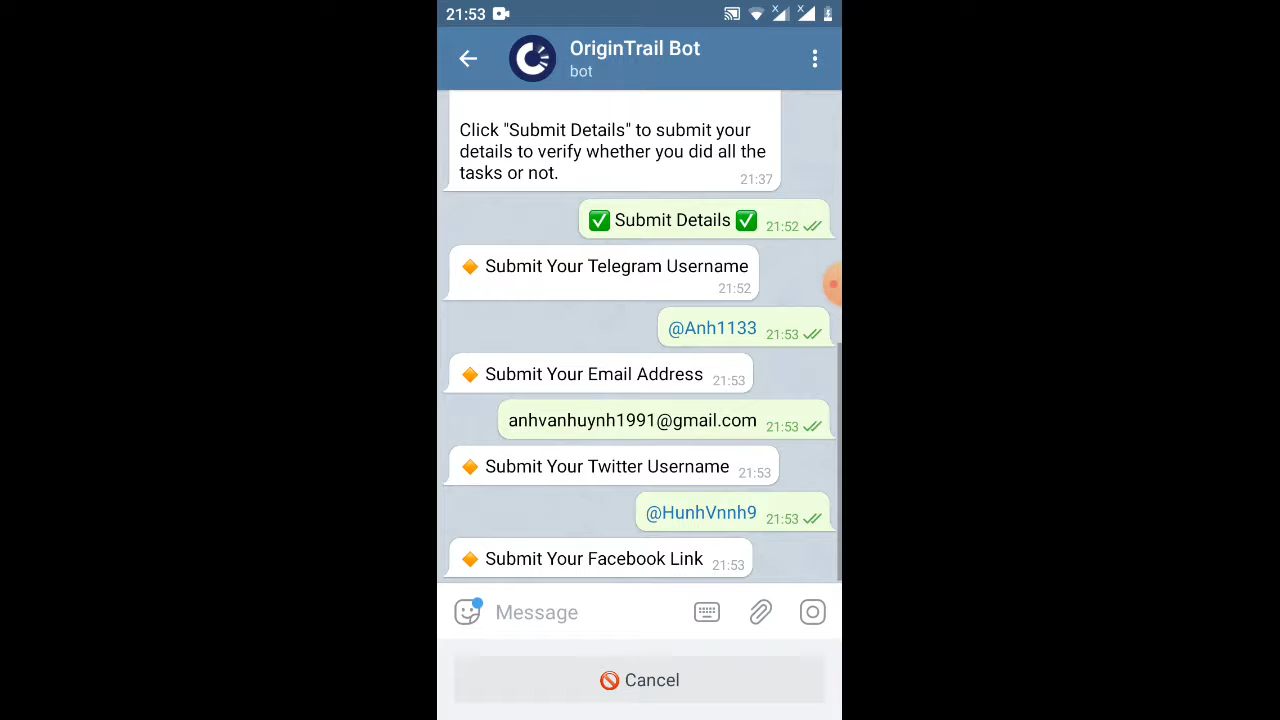 21:53
OriginTrail Bot
bot
Click "Submit Details" to submit your
details to verify whether you did all the
tasks or not.
21:37
✅ Submit Details ✅ 21:52
🔸 Submit Your Telegram Username
21:52
@Anh1133 21:53
🔸 Submit Your Email Address 21:53
anhvanhuynh1991@gmail.com 21:53
🔸 Submit Your Twitter Username 21:53
@HunhVnnh9 21:53
🔸 Submit Your Facebook Link 21:53
Message
🚫 Cancel